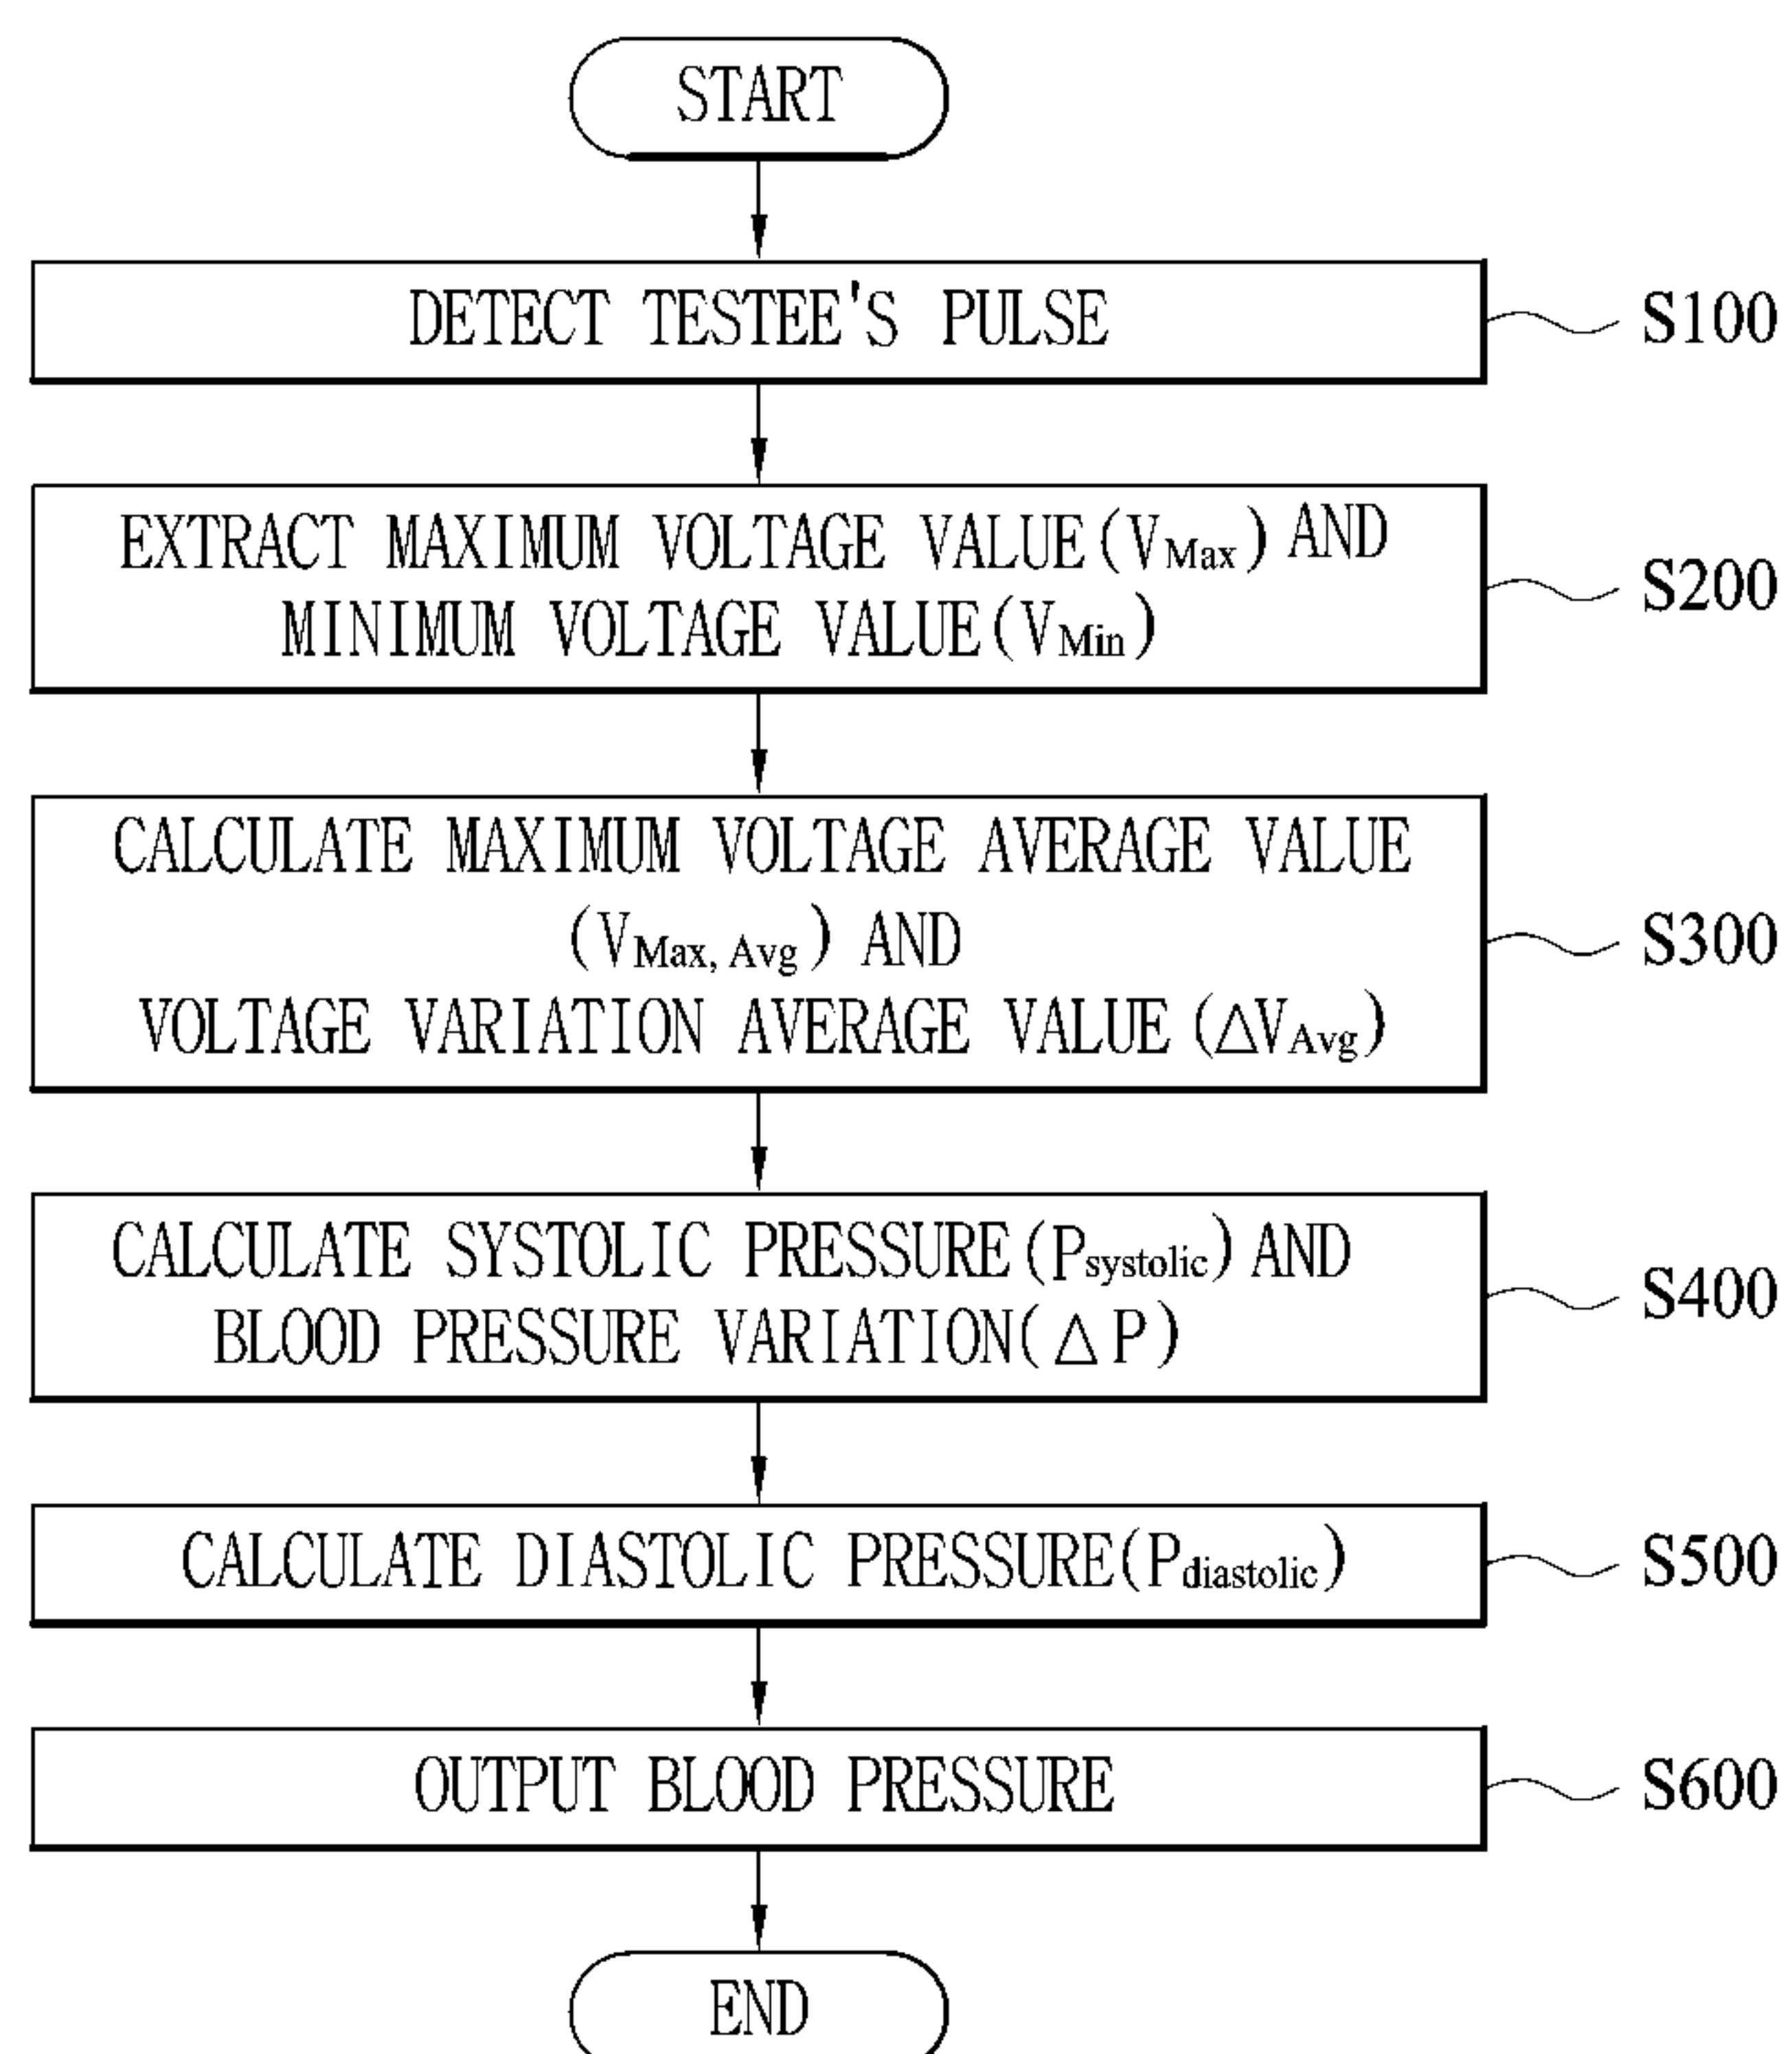 START
DETECT TESTEE'S PULSE
S100
EXTRACT MAXIMUM VOLTAGE VALUE(VMax) AND
MINIMUM VOLTAGE VALUE(VMin)
S200
CALCULATE MAXIMUM VOLTAGE AVERAGE VALUE
(VMax, Avg) AND
VOLTAGE VARIATION AVERAGE VALUE(△VAvg)
S300
CALCULATE SYSTOLIC PRESSURE(Psystolic) AND
BLOOD PRESSURE VARIATION(△P)
S400
CALCULATE DIASTOLIC PRESSURE(Pdiastolic)
S500
OUTPUT BLOOD PRESSURE
S600
END